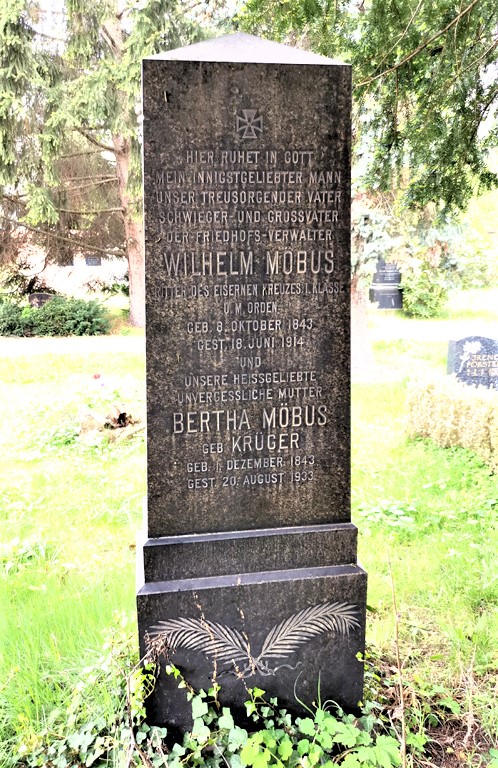 HIER RUHET IN GOTT
MEIN INNIGSTGELIEBTER MANN
UNSER TREUSORGENDER VATER
SCHWIEGER- UND GROSSVATER
DER FRIEDHOFS-VERWALTER
WILHELM MÖBUS
RITTER DES EISERNEN KREUZES I. KLASSE
U. M. ORDEN.
GEB. 8. OKTOBER 1843
GEST. 18. JUNI 1914
UND
UNSERE HEISSGELIEBTE
UNVERGESSLICHE MUTTER
BERTHA MÖBUS
GEB. KRÜGER
GEB. 1. DEZEMBER 1843
GEST. 20. AUGUST 1933